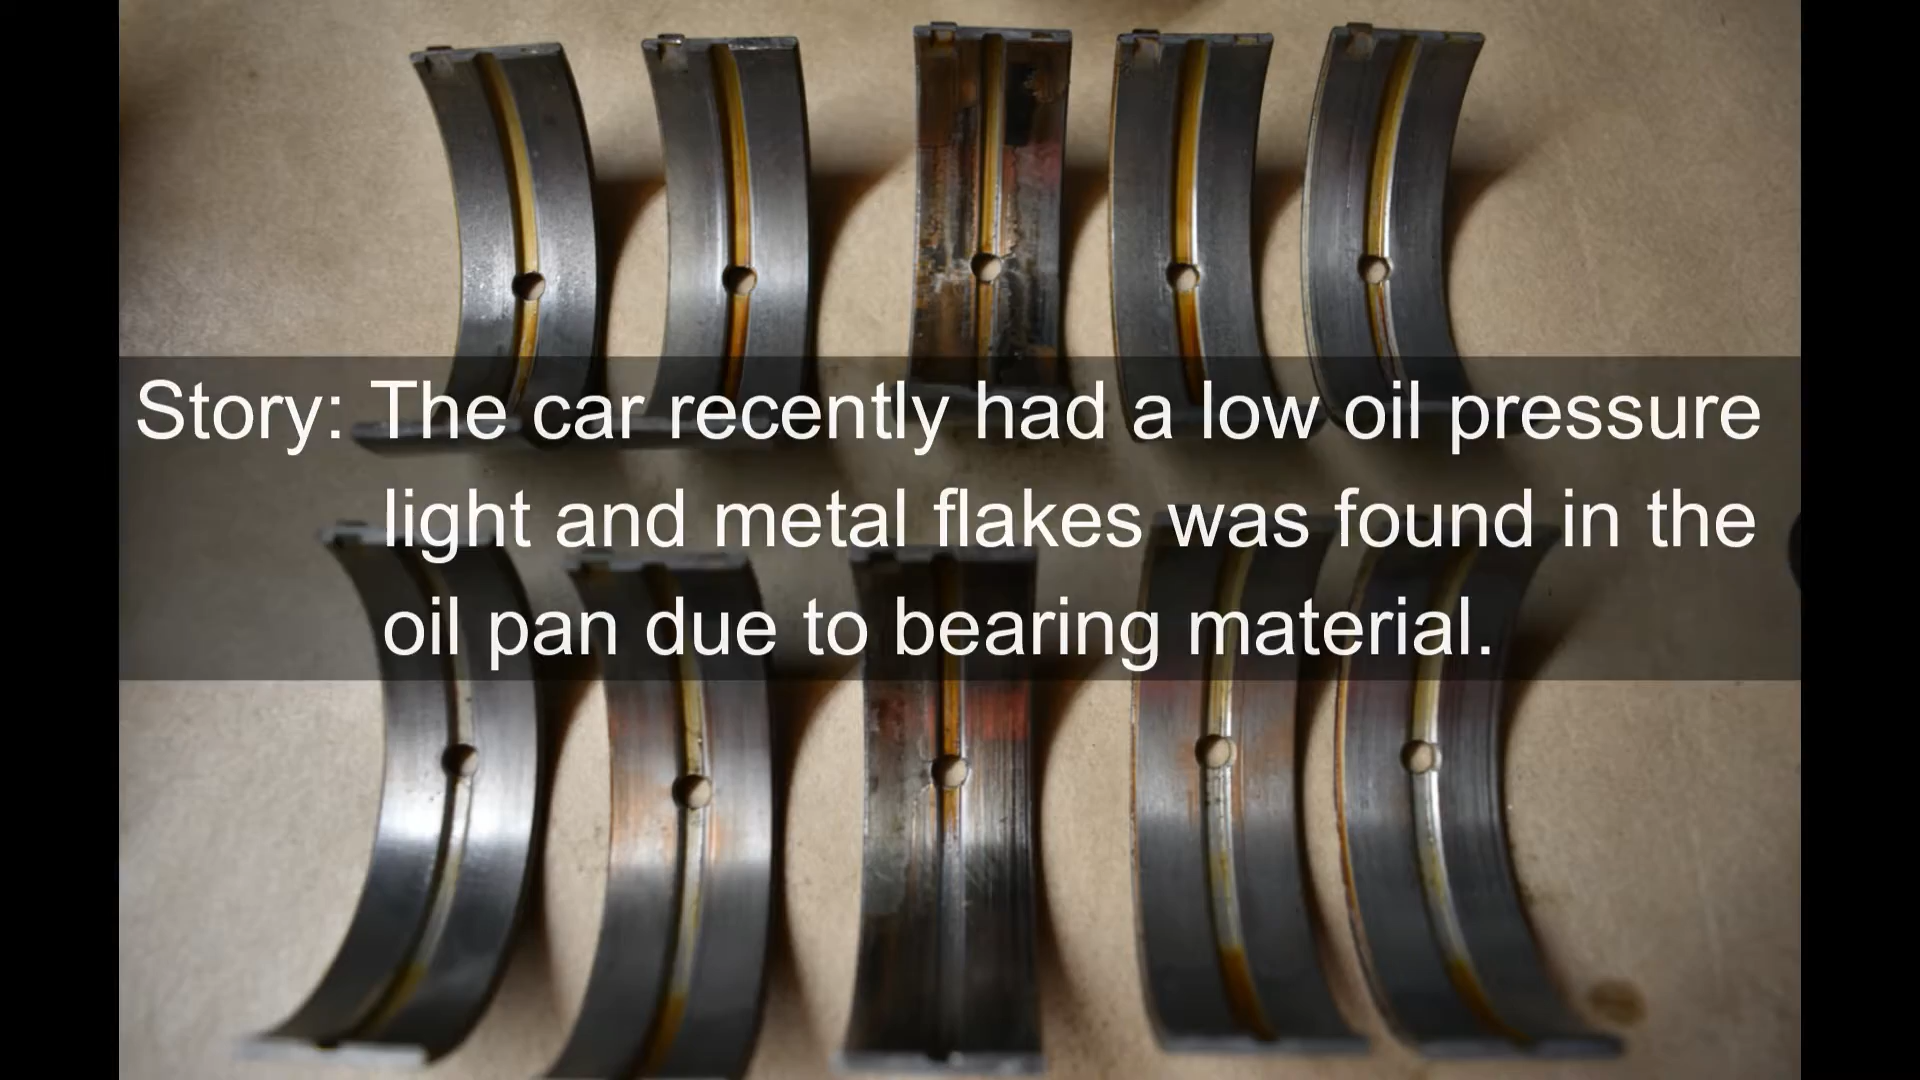 Story: The car recently had a low oil pressure
light and metal flakes was found in the
oil pan due to bearing material.